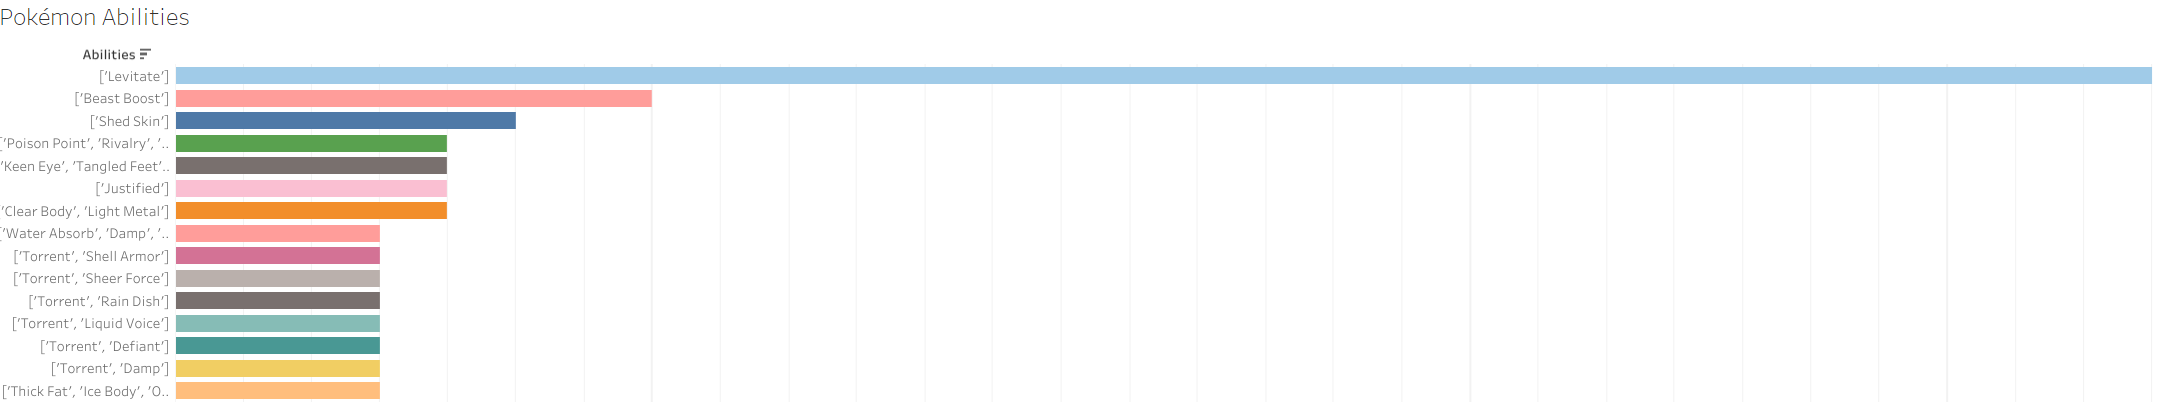 Pokémon Abilities
Abilities
['Levitate']
['Beast Boost']
['Shed Skin']
['Poison Point', 'Rivalry', '..
'Keen Eye', 'Tangled Feet'..
['Justified']
'Clear Body', 'Light Metal']
['Water Absorb', 'Damp', '..
['Torrent', 'Shell Armor']
['Torrent', 'Sheer Force']
['Torrent', 'Rain Dish']
['Torrent', 'Liquid Voice']
['Torrent', 'Defiant']
['Torrent', 'Damp']
['Thick Fat', 'Ice Body', 'O..